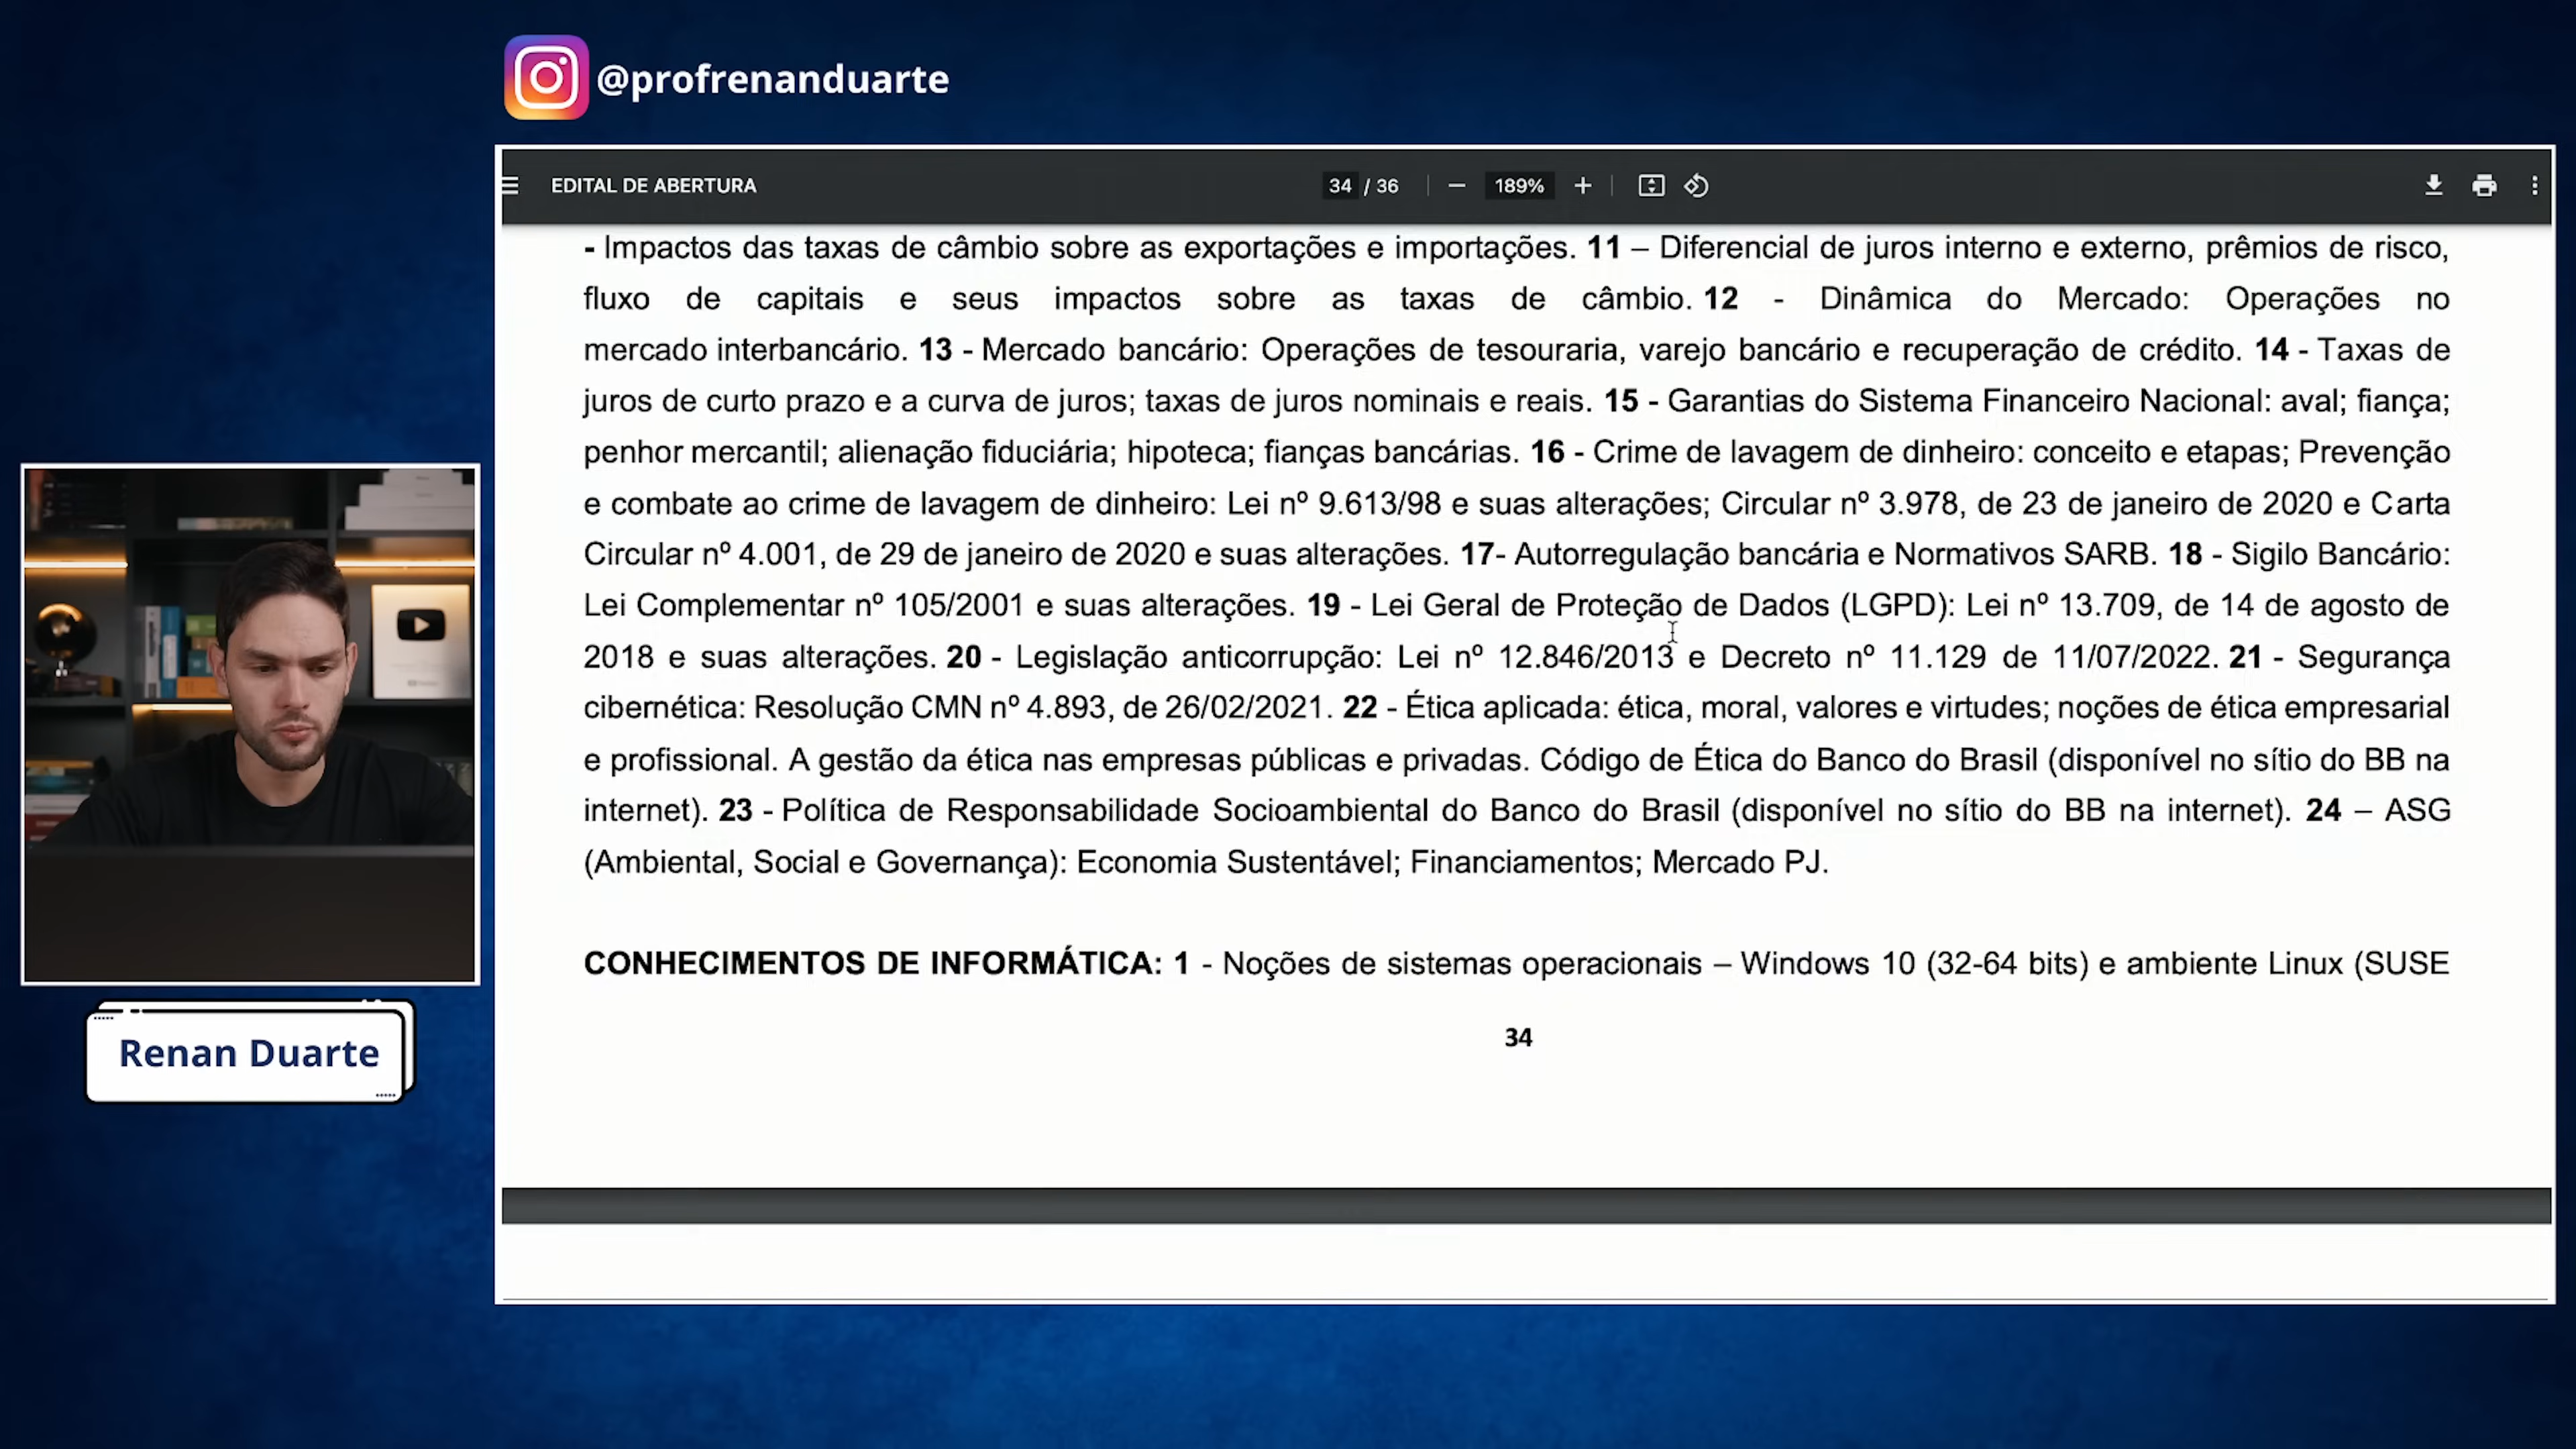 @profrenanduarte
EDITAL DE ABERTURA
34 / 36
189%
- Impactos das taxas de câmbio sobre as exportações e importações. 11 – Diferencial de juros interno e externo, prêmios de risco,
fluxo de capitais e seus impactos sobre as taxas de câmbio. 12 - Dinâmica do Mercado: Operações no
mercado interbancário. 13 - Mercado bancário: Operações de tesouraria, varejo bancário e recuperação de crédito. 14 - Taxas de
juros de curto prazo e a curva de juros; taxas de juros nominais e reais. 15 - Garantias do Sistema Financeiro Nacional: aval; fiança;
penhor mercantil; alienação fiduciária; hipoteca; fianças bancárias. 16 - Crime de lavagem de dinheiro: conceito e etapas; Prevenção
e combate ao crime de lavagem de dinheiro: Lei nº 9.613/98 e suas alterações; Circular nº 3.978, de 23 de janeiro de 2020 e Carta
Circular nº 4.001, de 29 de janeiro de 2020 e suas alterações. 17- Autorregulação bancária e Normativos SARB. 18 - Sigilo Bancário:
Lei Complementar nº 105/2001 e suas alterações. 19 - Lei Geral de Proteção de Dados (LGPD): Lei nº 13.709, de 14 de agosto de
2018 e suas alterações. 20 - Legislação anticorrupção: Lei nº 12.846/2013 e Decreto nº 11.129 de 11/07/2022. 21 - Segurança
cibernética: Resolução CMN nº 4.893, de 26/02/2021. 22 - Ética aplicada: ética, moral, valores e virtudes; noções de ética empresarial
e profissional. A gestão da ética nas empresas públicas e privadas. Código de Ética do Banco do Brasil (disponível no sítio do BB na
internet). 23 - Política de Responsabilidade Socioambiental do Banco do Brasil (disponível no sítio do BB na internet). 24 – ASG
(Ambiental, Social e Governança): Economia Sustentável; Financiamentos; Mercado PJ.
CONHECIMENTOS DE INFORMÁTICA: 1 - Noções de sistemas operacionais – Windows 10 (32-64 bits) e ambiente Linux (SUSE
34
Renan Duarte